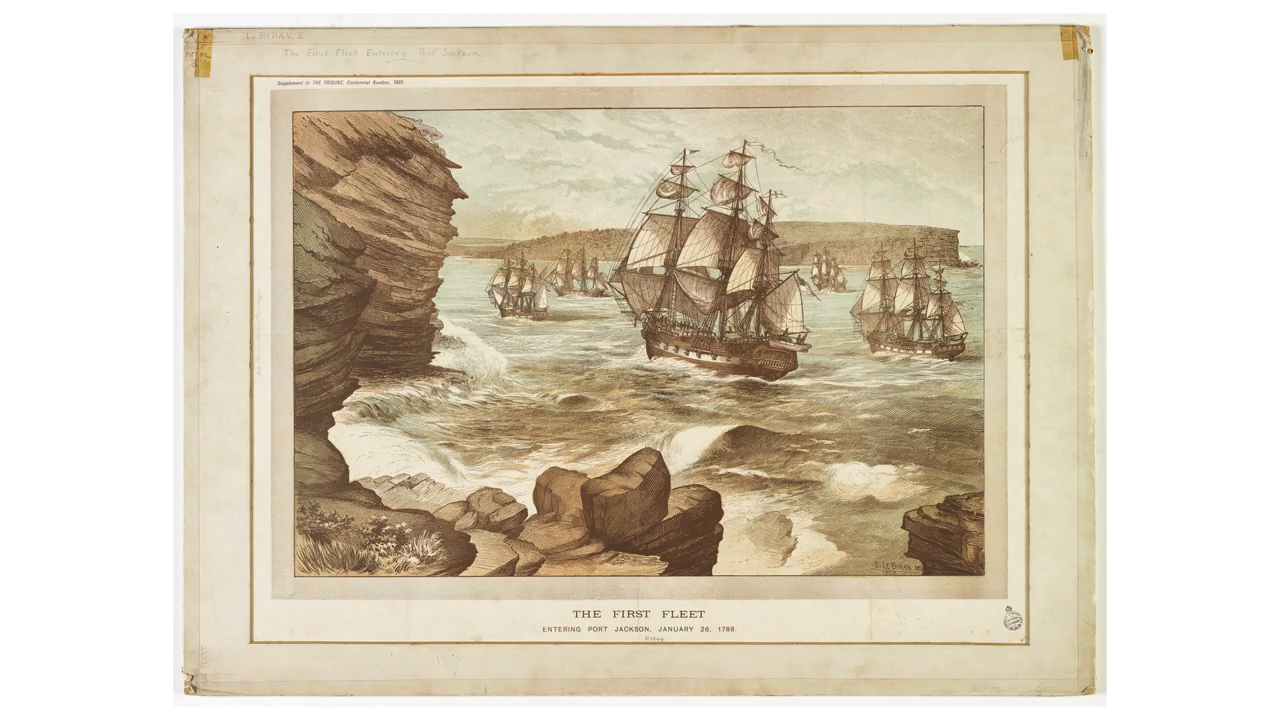 Le BIHAN, E
The First Fleet Entering Port Jackson.
Supplement to THE TRIBUNE, Centennial Number, 1888.
E. LE BIHAN DEL
THE FIRST FLEET
ENTERING PORT JACKSON, JANUARY 26, 1788.